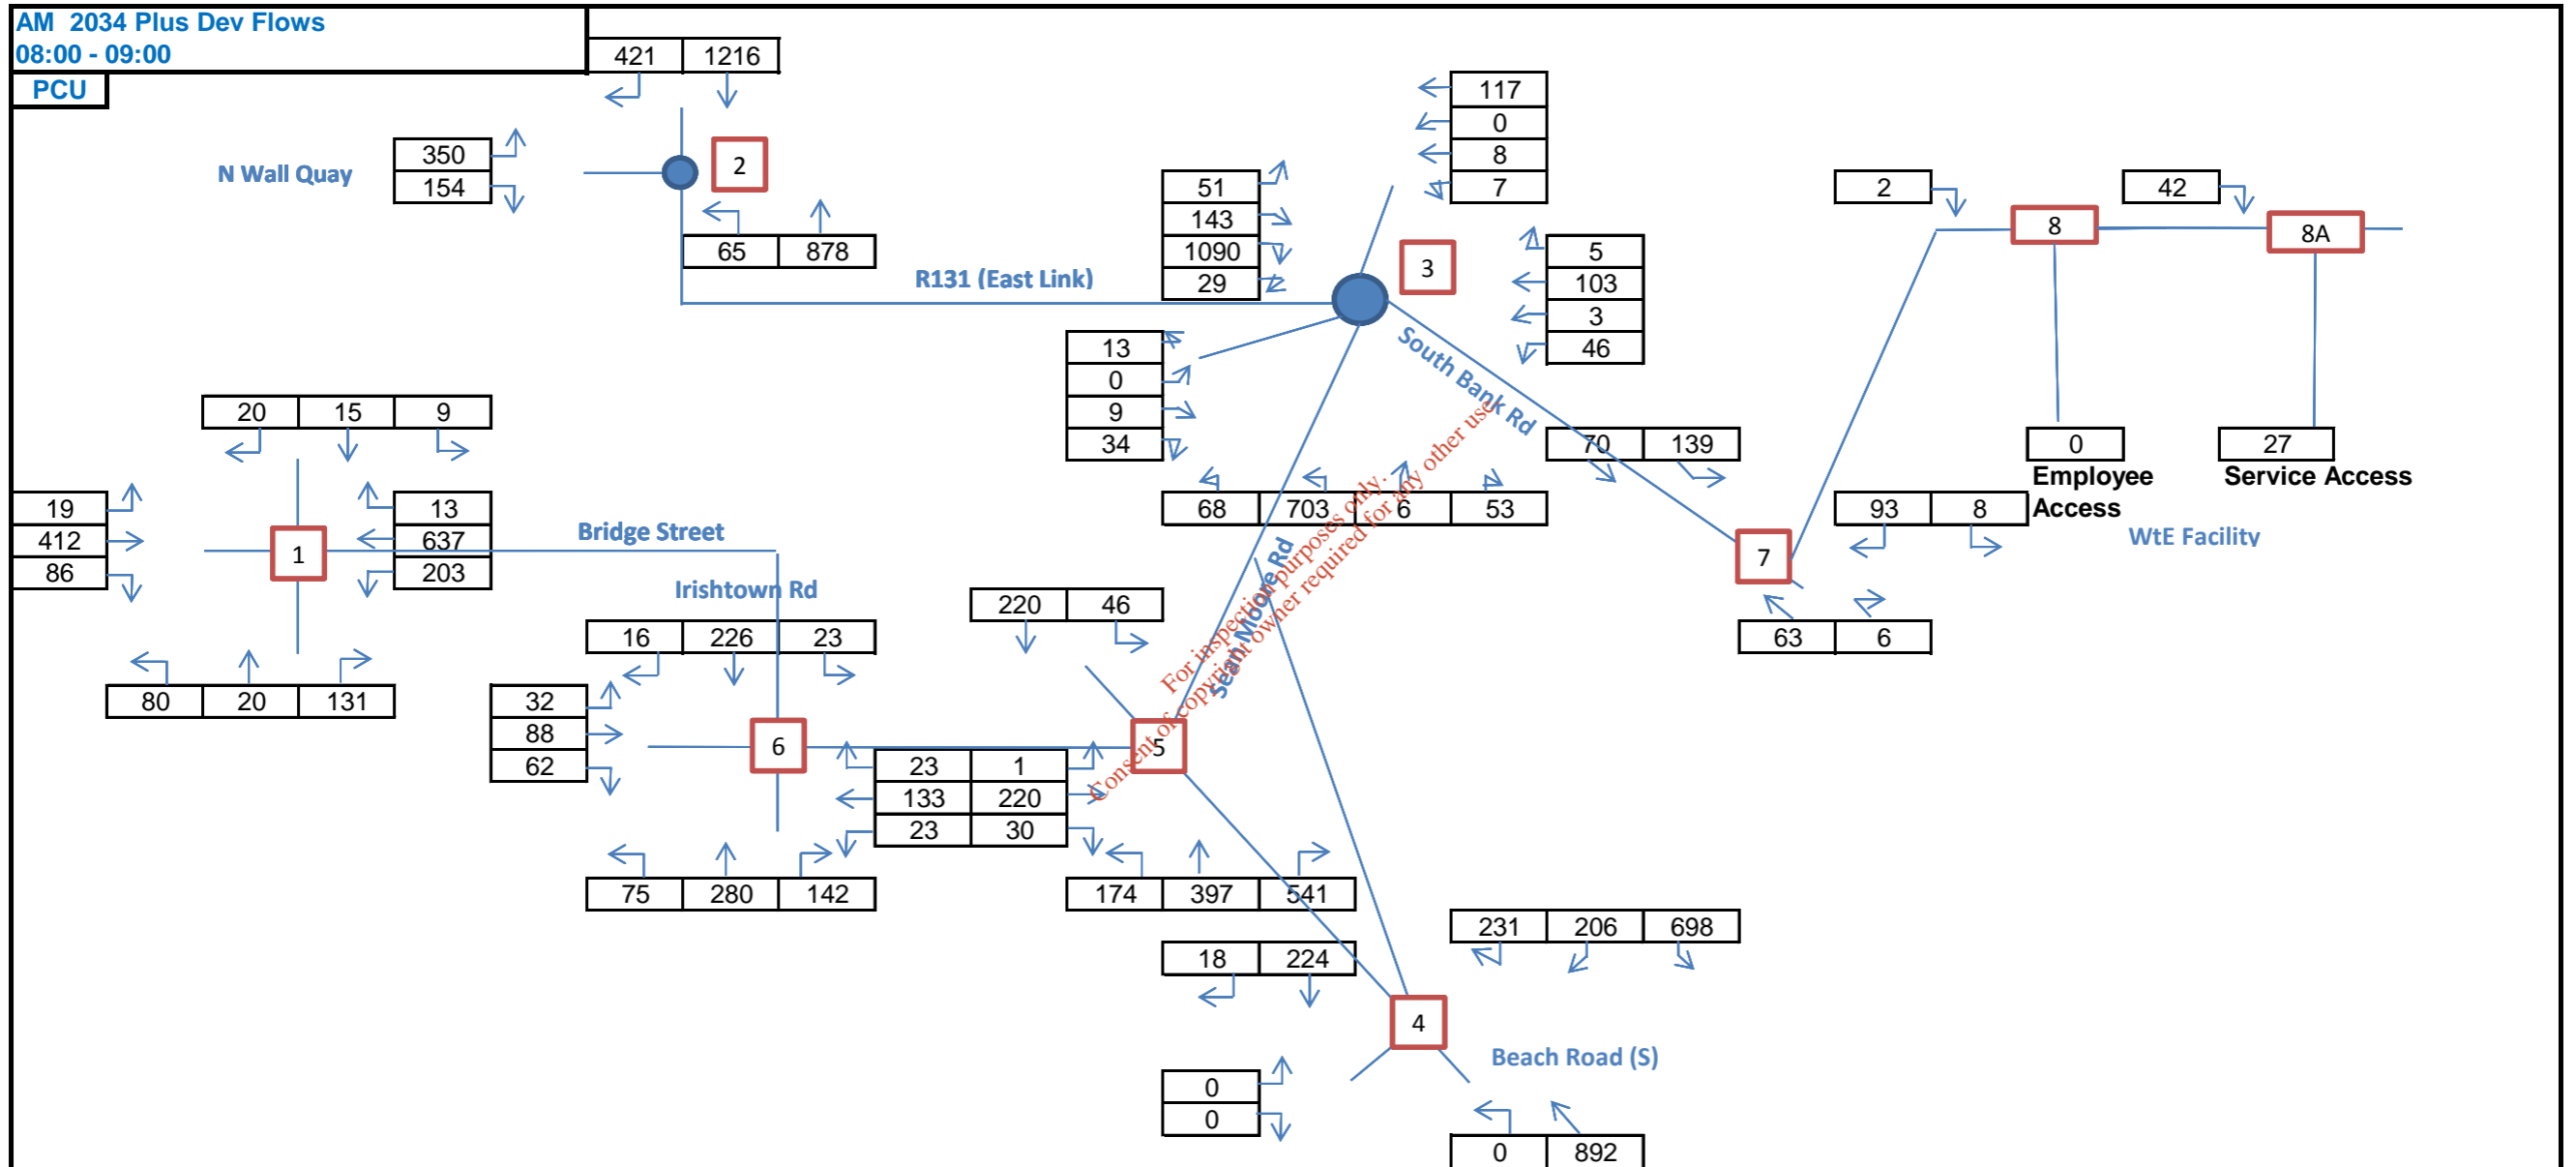 AM 2034 Plus Dev Flows
08:00 - 09:00
PCU
421 1216
350
154
N Wall Quay
2
65 878
R131 (East Link)
51
143
1090
29
117
0
8
7
3
5
103
3
46
13
0
9
34
68 703 6 53
South Bank Rd
70 139
2
8
42
8A
0
Employee
Access
27
Service Access
WtE Facility
93 8
7
63 6
20 15 9
19
412
86
1
13
637
203
80 20 131
Bridge Street
Irishtown Rd
16 226 23
32
88
62
6
23 1
133 220
23 30
75 280 142
220 46
Sean Moore Rd
5
174 397 541
18 224
231 206 698
4
Beach Road (S)
0
0
0 892
For inspection purposes only.
Consent of copyright owner required for any other use.